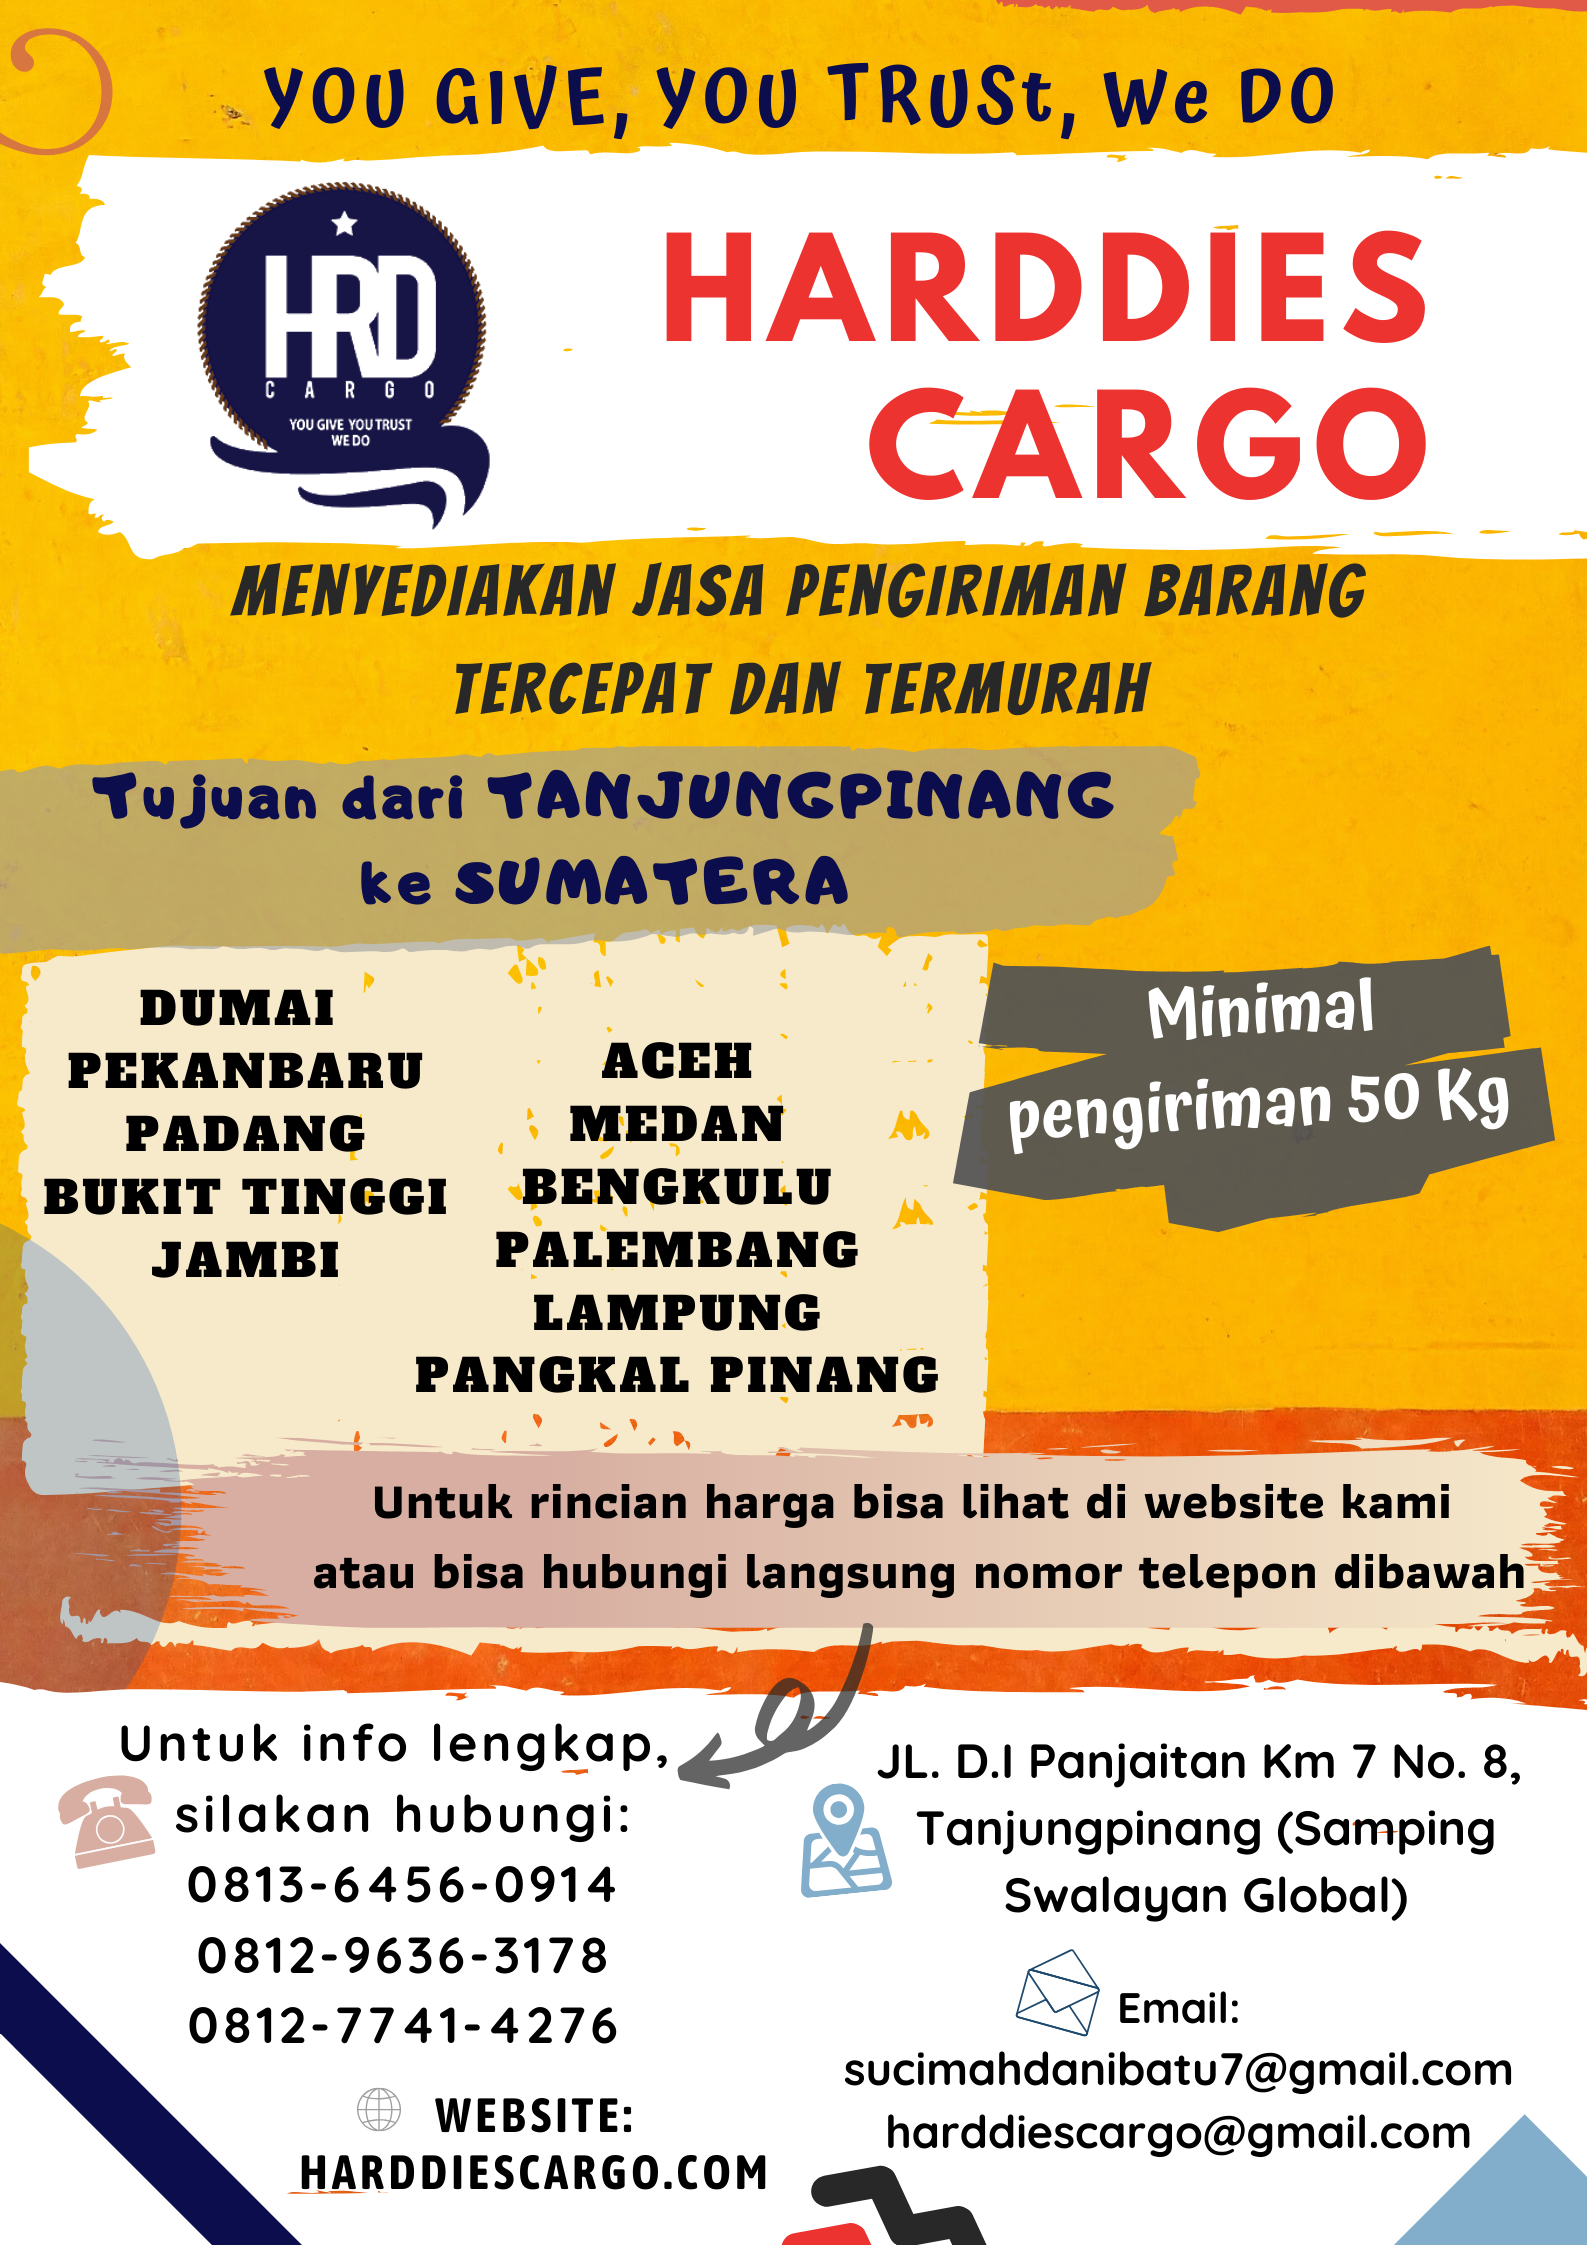 YOU GIVE, YOU TRUSt, We DO
HRD
CARGO
YOU GIVE YOU TRUST
WE DO
HARDDIES
CARGO
MENYEDIAKAN JASA PENGIRIMAN BARANG
TERCEPAT DAN TERMURAH
Tujuan dari TANJUNGPINANG
ke SUMATERA
DUMAI
PEKANBARU
PADANG
BUKIT TINGGI
JAMBI
ACEH
MEDAN
BENGKULU
PALEMBANG
LAMPUNG
PANGKAL PINANG
Minimal
pengiriman 50 Kg
Untuk rincian harga bisa lihat di website kami
atau bisa hubungi langsung nomor telepon dibawah
Untuk info lengkap,
silakan hubungi:
0813-6456-0914
0812-9636-3178
0812-7741-4276
WEBSITE:
HARDDIESCARGO.COM
JL. D.I Panjaitan Km 7 No. 8,
Tanjungpinang (Samping
Swalayan Global)
Email:
sucimahdanibatu7@gmail.com
harddiescargo@gmail.com